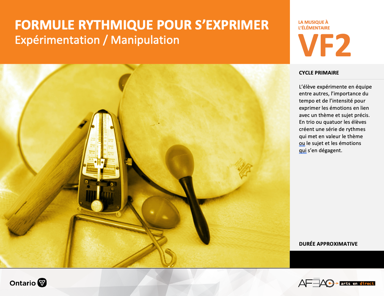 FORMULE RYTHMIQUE POUR S'EXPRIMER
Expérimentation / Manipulation
LA MUSIQUE À
L'ÉLÉMENTAIRE
VF2
CYCLE PRIMAIRE
L'élève expérimente en équipe
entre autres, l'importance du
tempo et de l'intensité pour
exprimer les émotions en lien
avec un thème et sujet précis.
En trio ou quatuor les élèves
créent une série de rythmes
qui met en valeur le thème
ou le sujet et les émotions
qui s'en dégagent.
DURÉE APPROXIMATIVE
Ontario
AFEAO
arts en direct